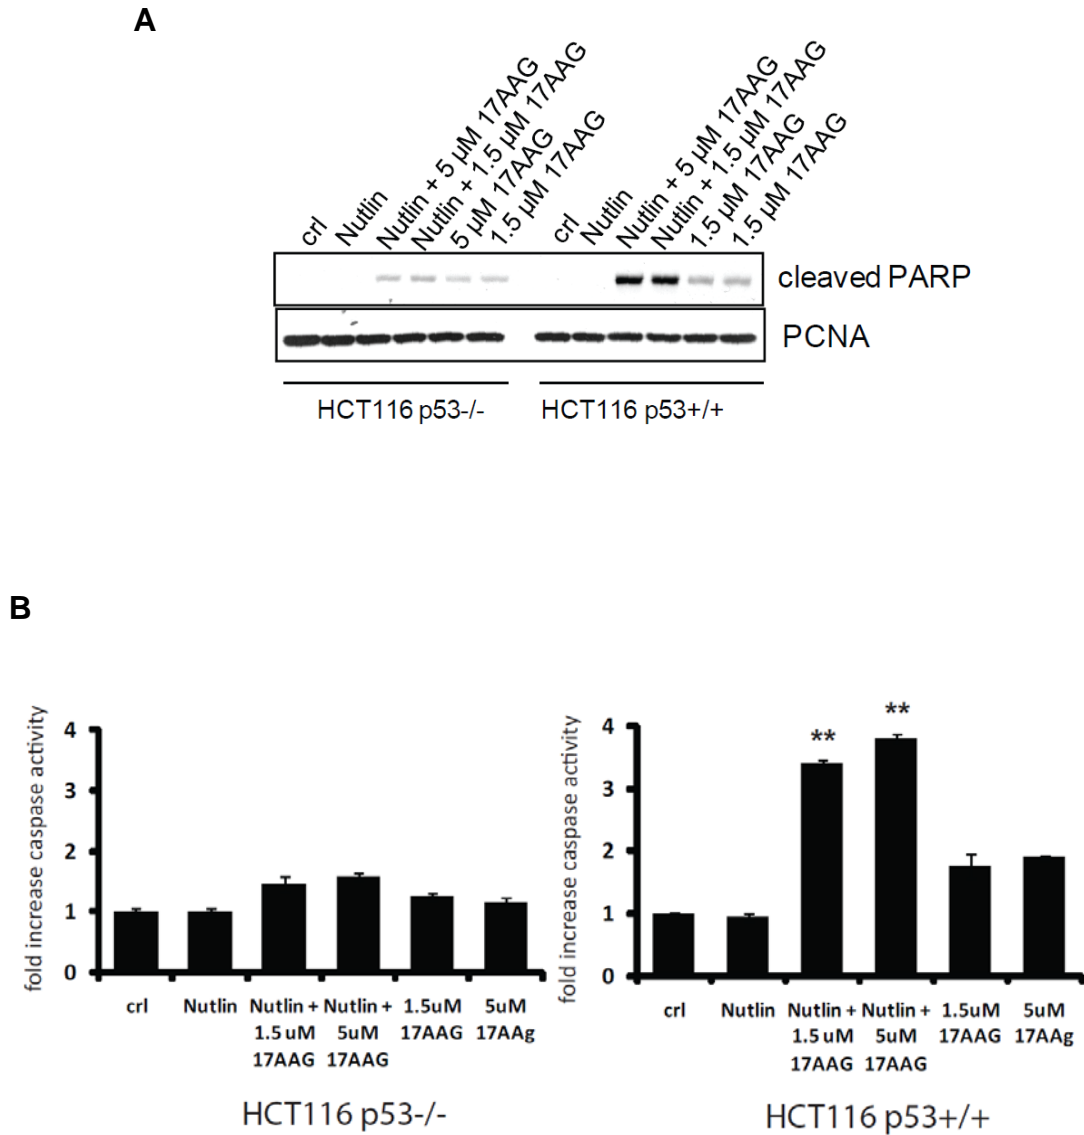 A
crl
Nutlin
Nutlin + 5 µM 17AAG
Nutlin + 1.5 µM 17AAG
5 µM 17AAG
1.5 µM 17AAG
crl
Nutlin
Nutlin + 5 µM 17AAG
Nutlin + 1.5 µM 17AAG
1.5 µM 17AAG
1.5 µM 17AAG
cleaved PARP
PCNA
HCT116 p53-/-
HCT116 p53+/+
B
fold increase caspase activity
4
3
2
1
0
crl
Nutlin
Nutlin +
1.5 uM
17AAG
Nutlin +
5uM
17AAG
1.5uM
17AAG
5uM
17AAg
HCT116 p53-/-
fold increase caspase activity
4
3
2
1
0
**
**
crl
Nutlin
Nutlin +
1.5 uM
17AAG
Nutlin +
5uM
17AAG
1.5uM
17AAG
5uM
17AAg
HCT116 p53+/+